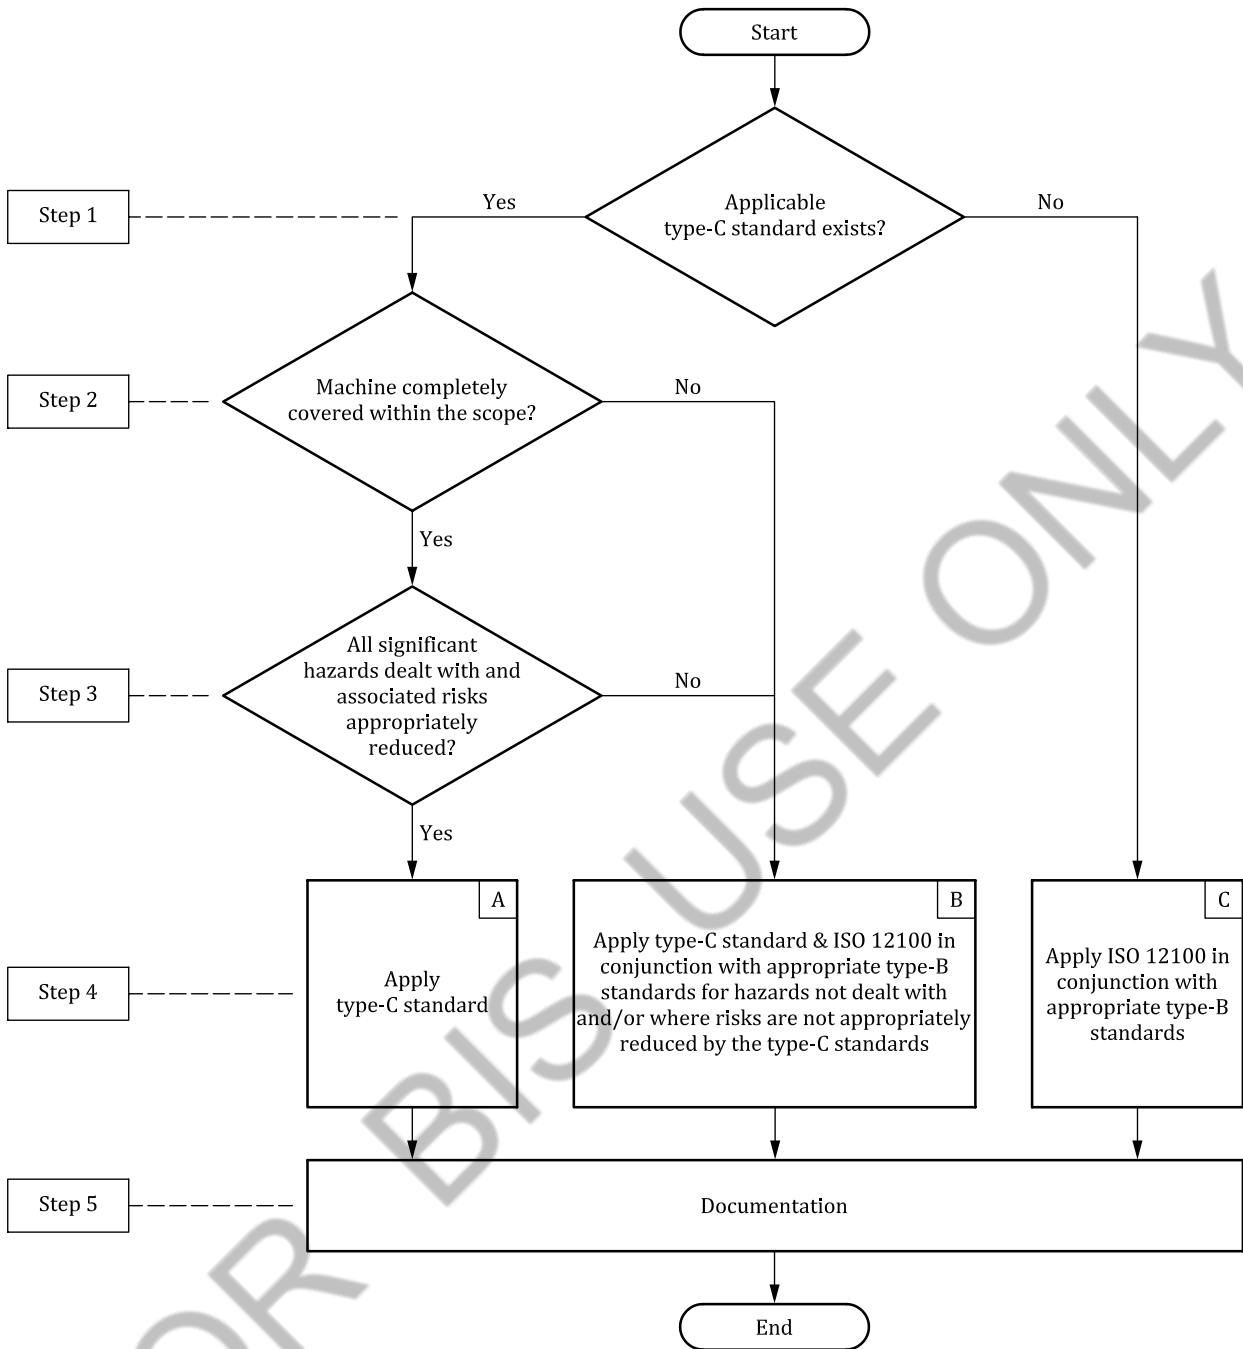 Start
Step 1
Yes
Applicable
type-C standard exists?
No
Step 2
Machine completely
covered within the scope?
No
Yes
Step 3
All significant
hazards dealt with and
associated risks
appropriately
reduced?
No
Yes
Step 4
A
Apply
type-C standard
B
Apply type-C standard & ISO 12100 in
conjunction with appropriate type-B
standards for hazards not dealt with
and/or where risks are not appropriately
reduced by the type-C standards
C
Apply ISO 12100 in
conjunction with
appropriate type-B
standards
Step 5
Documentation
End
OR BIS USE ONLY